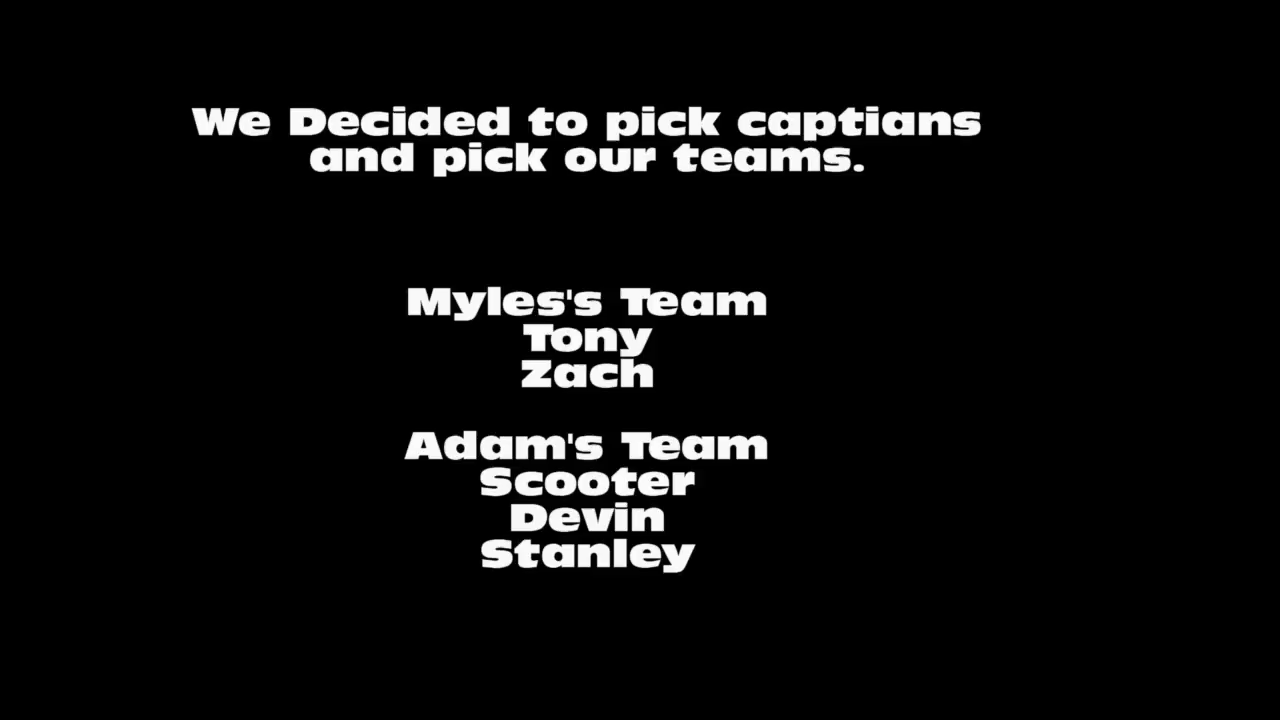 We Decided to pick captians
and pick our teams.
Myles's Team
Tony
Zach
Adam's Team
Scooter
Devin
Stanley